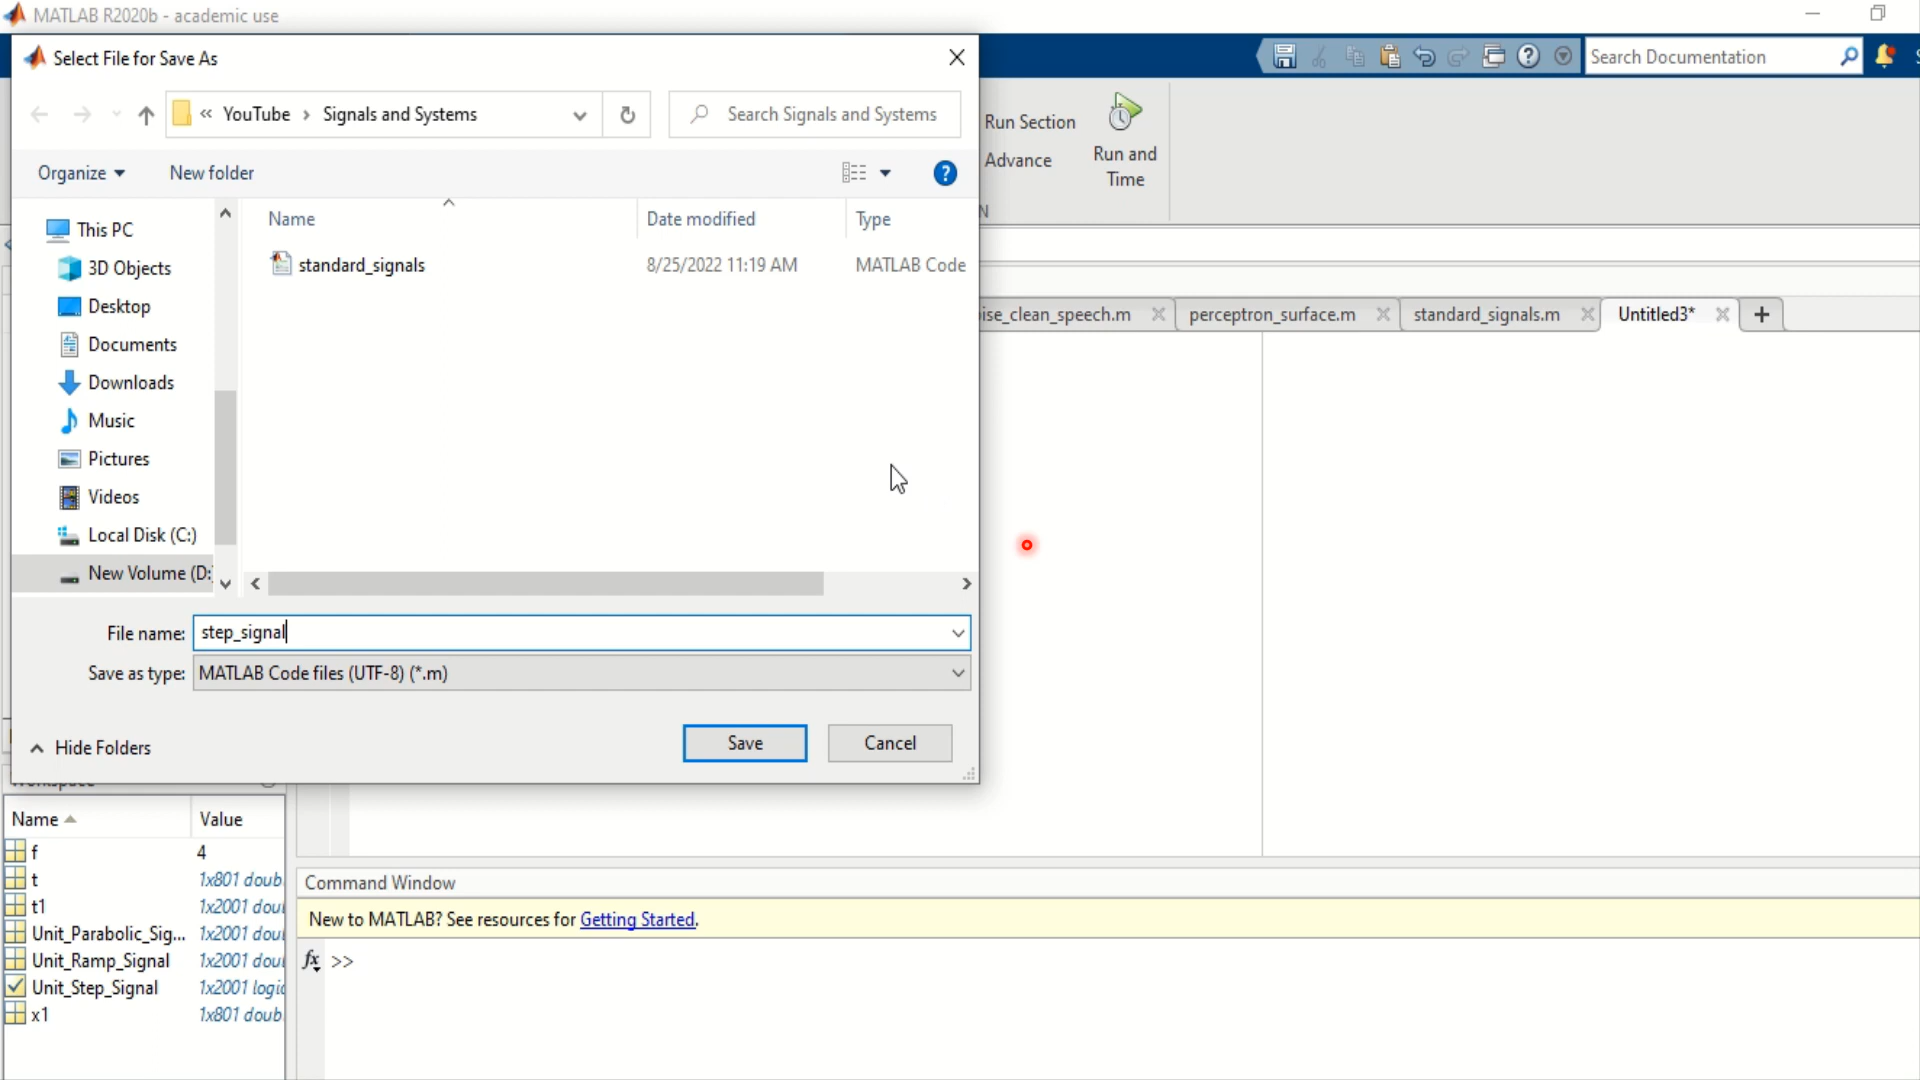 MATLAB R2020b - academic use
Select File for Save As
Search Documentation
« YouTube › Signals and Systems
Search Signals and Systems
Run Section
Advance
Run and
Time
Organize
New folder
Name
Date modified
Type
This PC
standard_signals
8/25/2022 11:19 AM
MATLAB Code
3D Objects
Desktop
Documents
Downloads
Music
Pictures
Videos
Local Disk (C:)
New Volume (D:
ise_clean_speech.m
perceptron_surface.m
standard_signals.m
Untitled3*
File name: step_signal
Save as type: MATLAB Code files (UTF-8) (*.m)
Hide Folders
Save
Cancel
Name
Value
f 4
t 1x801 doub
t1 1x2001 dou
Unit_Parabolic_Sig... 1x2001 dou
Unit_Ramp_Signal 1x2001 dou
Unit_Step_Signal 1x2001 logi
x1 1x801 doub
Command Window
New to MATLAB? See resources for Getting Started.
fx >>